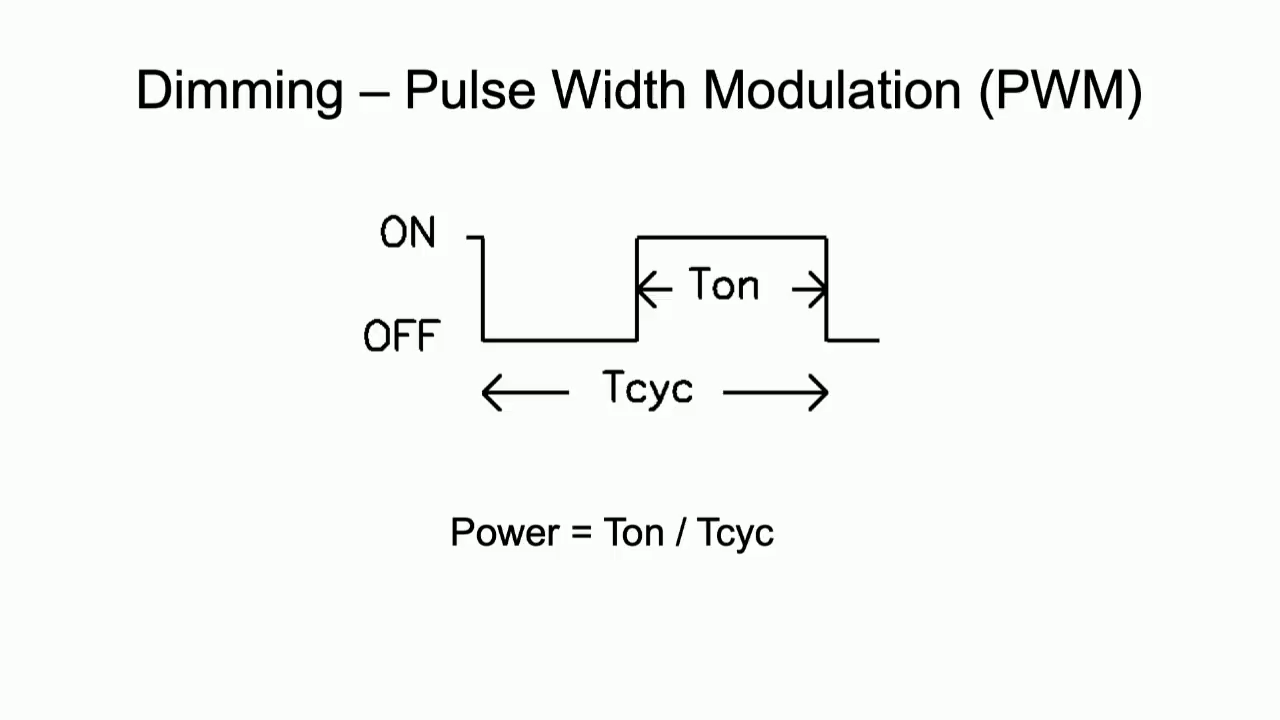 Dimming – Pulse Width Modulation (PWM)
ON
Ton
OFF
Tcyc
Power = Ton / Tcyc